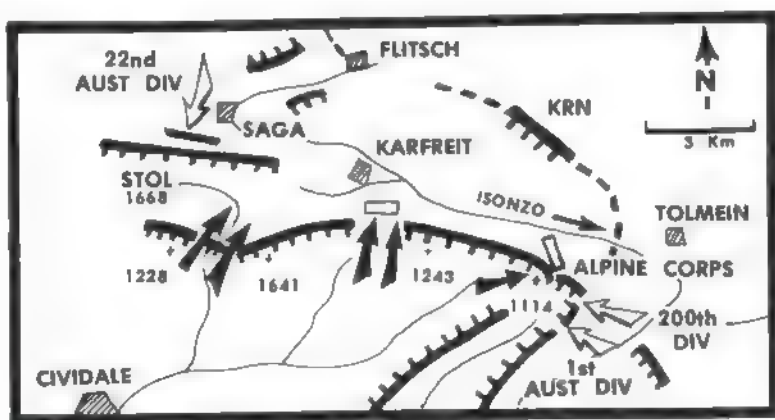 22nd
AUST DIV
FLITSCH
N
KRN
3 Km
SAGA
KARFREIT
STOL
1668
ISONZO
TOLMEIN
ALPINE CORPS
1228
1641
1243
1114
200th
DIV
1st
AUST DIV
CIVIDALE